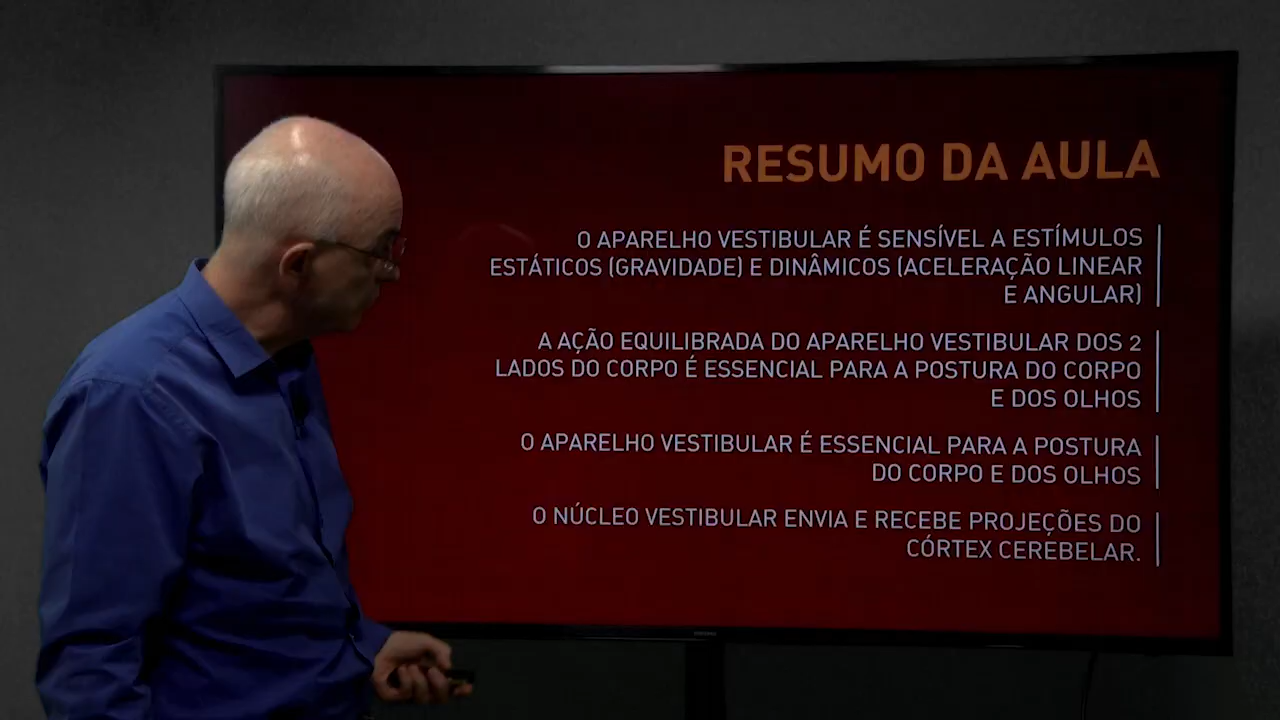 RESUMO DA AULA
O APARELHO VESTIBULAR É SENSÍVEL A ESTÍMULOS
ESTÁTICOS (GRAVIDADE) E DINÂMICOS (ACELERAÇÃO LINEAR
E ANGULAR)
A AÇÃO EQUILIBRADA DO APARELHO VESTIBULAR DOS 2
LADOS DO CORPO É ESSENCIAL PARA A POSTURA DO CORPO
E DOS OLHOS
O APARELHO VESTIBULAR É ESSENCIAL PARA A POSTURA
DO CORPO E DOS OLHOS
O NÚCLEO VESTIBULAR ENVIA E RECEBE PROJEÇÕES DO
CÓRTEX CEREBELAR.